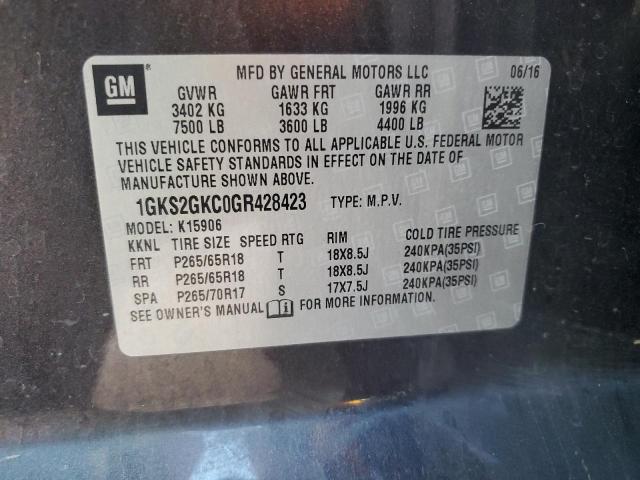 GM ® MFD BY GENERAL MOTORS LLC 06/16
GVWR GAWR FRT GAWR RR
3402 KG 1633 KG 1996 KG
7500 LB 3600 LB 4400 LB
THIS VEHICLE CONFORMS TO ALL APPLICABLE U.S. FEDERAL MOTOR
VEHICLE SAFETY STANDARDS IN EFFECT ON THE DATE OF
MANUFACTURE SHOWN ABOVE.
1GKS2GKC0GR428423 TYPE: M.P.V.
MODEL: K15906
KKNL TIRE SIZE SPEED RTG RIM COLD TIRE PRESSURE
FRT P265/65R18 T 18X8.5J 240KPA(35PSI)
RR P265/65R18 T 18X8.5J 240KPA(35PSI)
SPA P265/70R17 S 17X7.5J 240KPA(35PSI)
SEE OWNER'S MANUAL FOR MORE INFORMATION.